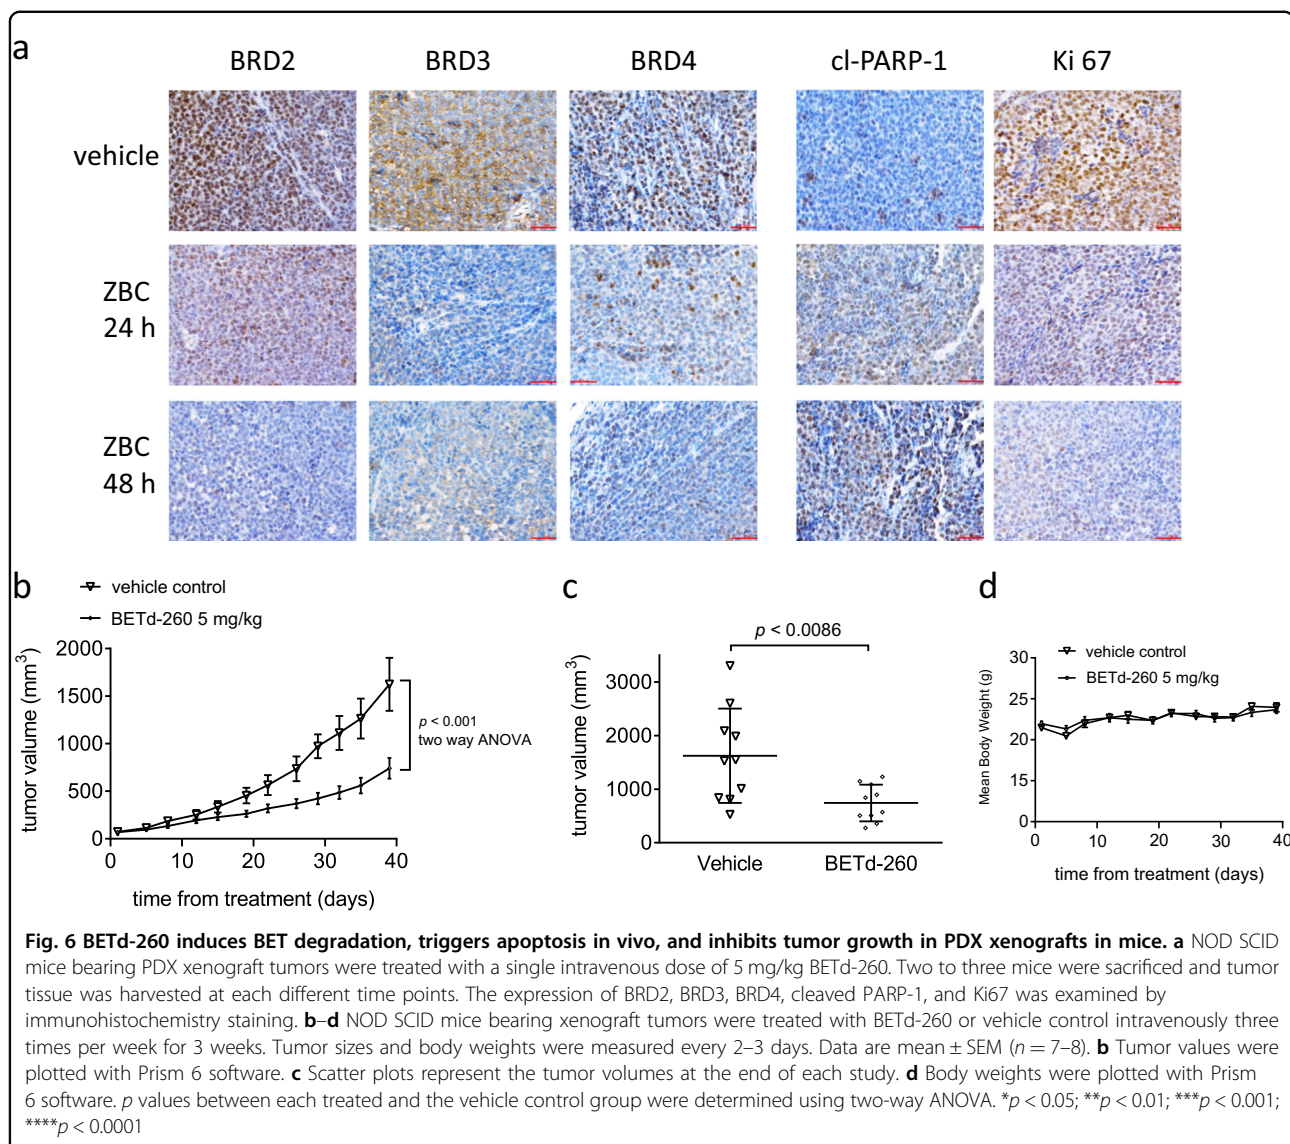 a
BRD2 BRD3 BRD4 cl-PARP-1 Ki 67
vehicle
ZBC
24 h
ZBC
48 h
b
vehicle control
BETd-260 5 mg/kg
tumor valume (mm³)
2000
1500
1000
500
0
0 10 20 30 40
time from treatment (days)
p < 0.001
two way ANOVA
c
p < 0.0086
tumor valume (mm³)
3000
2000
1000
0
Vehicle BETd-260
d
vehicle control
BETd-260 5 mg/kg
Mean Body Weight (g)
30
25
20
15
10
5
0
0 10 20 30 40
time from treatment (days)
Fig. 6 BETd-260 induces BET degradation, triggers apoptosis in vivo, and inhibits tumor growth in PDX xenografts in mice. a NOD SCID
mice bearing PDX xenograft tumors were treated with a single intravenous dose of 5 mg/kg BETd-260. Two to three mice were sacrificed and tumor
tissue was harvested at each different time points. The expression of BRD2, BRD3, BRD4, cleaved PARP-1, and Ki67 was examined by
immunohistochemistry staining. b–d NOD SCID mice bearing xenograft tumors were treated with BETd-260 or vehicle control intravenously three
times per week for 3 weeks. Tumor sizes and body weights were measured every 2–3 days. Data are mean ± SEM (n = 7–8). b Tumor values were
plotted with Prism 6 software. c Scatter plots represent the tumor volumes at the end of each study. d Body weights were plotted with Prism
6 software. p values between each treated and the vehicle control group were determined using two-way ANOVA. *p < 0.05; **p < 0.01; ***p < 0.001;
****p < 0.0001